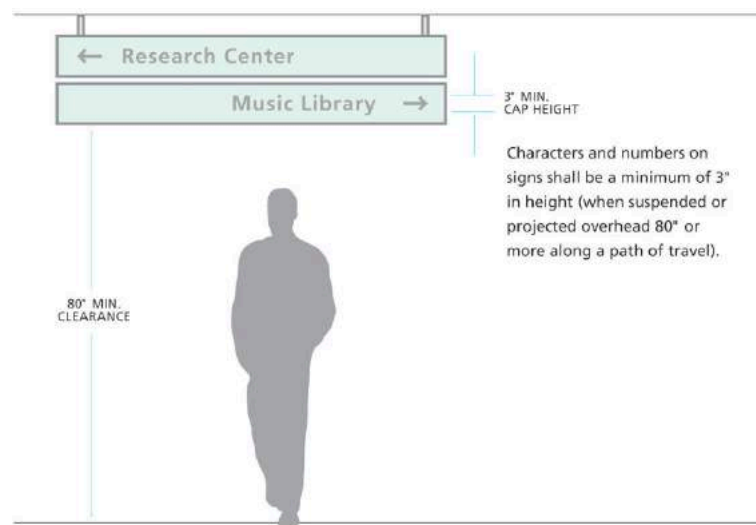 ← Research Center
Music Library →
3" MIN.
CAP HEIGHT
Characters and numbers on
signs shall be a minimum of 3"
in height (when suspended or
projected overhead 80" or
more along a path of travel).
80" MIN.
CLEARANCE